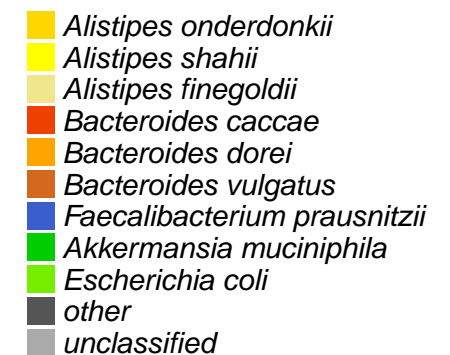 Alistipes onderdonkii
Alistipes shahii
Alistipes finegoldii
Bacteroides caccae
Bacteroides dorei
Bacteroides vulgatus
Faecalibacterium prausnitzii
Akkermansia muciniphila
Escherichia coli
other
unclassified